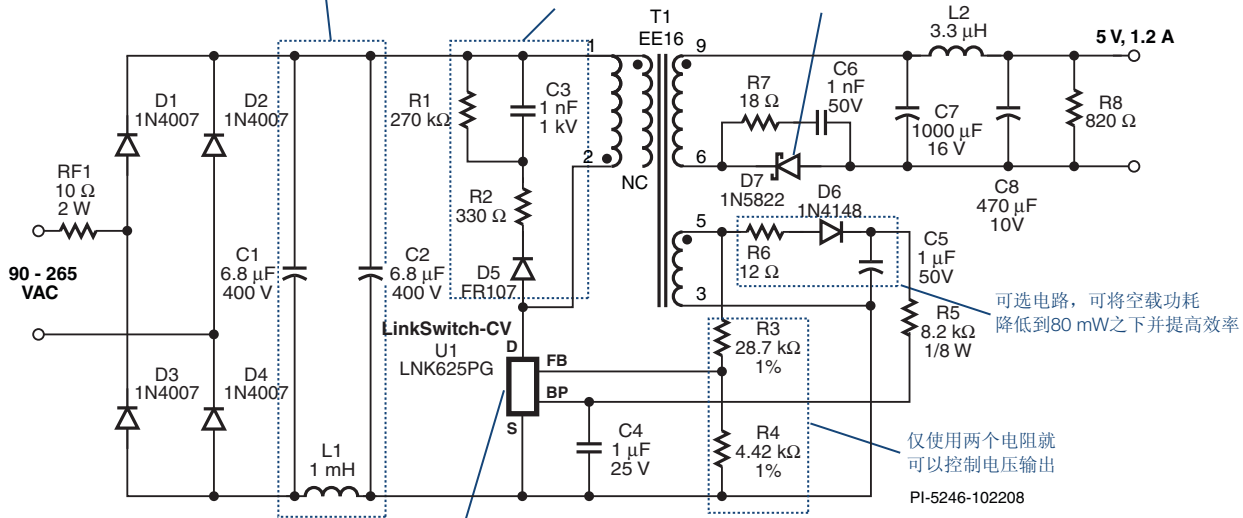 T1
EE16
L2
3.3 µH
5 V, 1.2 A
1
9
D1
1N4007
D2
1N4007
R1
270 kΩ
C3
1 nF
1 kV
R7
18 Ω
C6
1 nF
50V
C7
1000 µF
16 V
R8
820 Ω
2
6
NC
RF1
10 Ω
2 W
R2
330 Ω
D7
1N5822
D6
1N4148
C8
470 µF
10V
5
90 - 265
VAC
C1
6.8 µF
400 V
C2
6.8 µF
400 V
D5
FR107
R6
12 Ω
C5
1 µF
50V
3
可选电路，可将空载功耗
降低到80 mW之下并提高效率
LinkSwitch-CV
U1
LNK625PG
D
FB
BP
S
R3
28.7 kΩ
1%
R5
8.2 kΩ
1/8 W
D3
1N4007
D4
1N4007
L1
1 mH
C4
1 µF
25 V
R4
4.42 kΩ
1%
仅使用两个电阻就
可以控制电压输出
PI-5246-102208